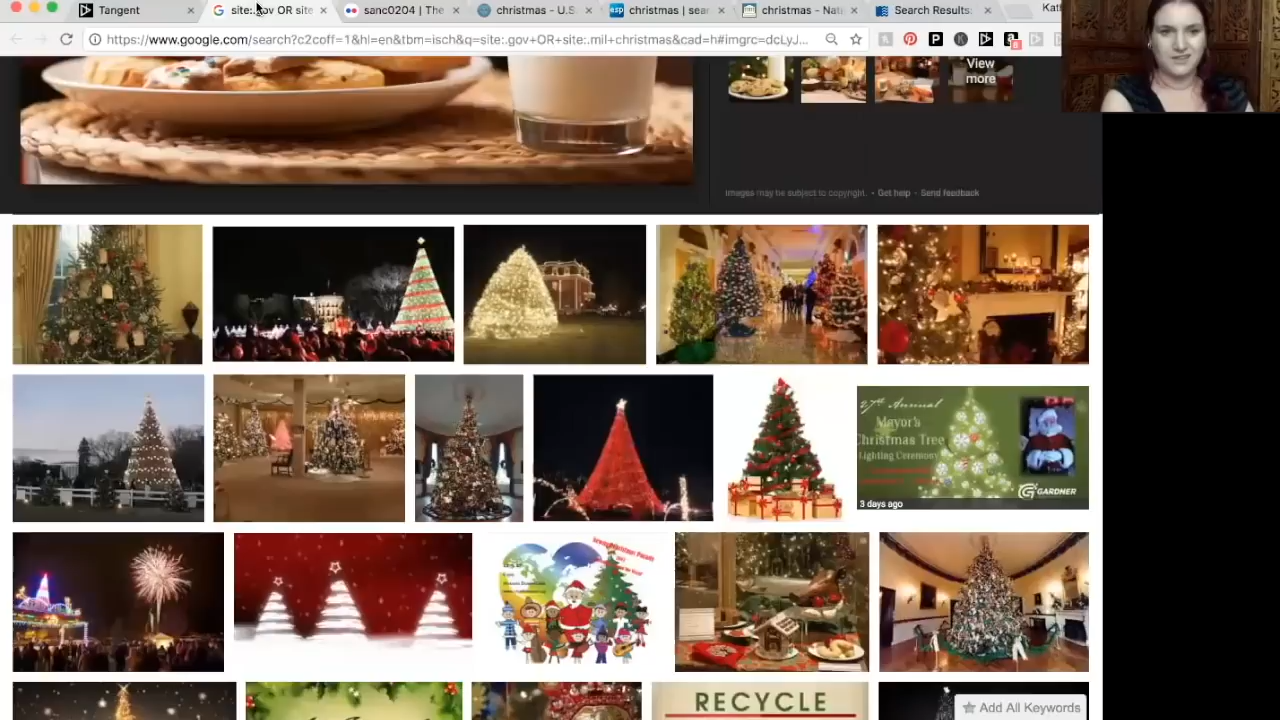 Tangent
site:.gov OR site
sanc0204 | The
christmas - U.S
christmas | sear
christmas - Nat
Search Results
https://www.google.com/search?c2coff=1&hl=en&tbm=isch&q=site:.gov+OR+site:.mil+christmas&cad=h#imgrc=dcLyJ...
View
more
Images may be subject to copyright. - Get help - Send feedback
27th Annual
Mayor's
Christmas Tree
Lighting Ceremony
GARDNER
3 days ago
RECYCLE
Add All Keywords